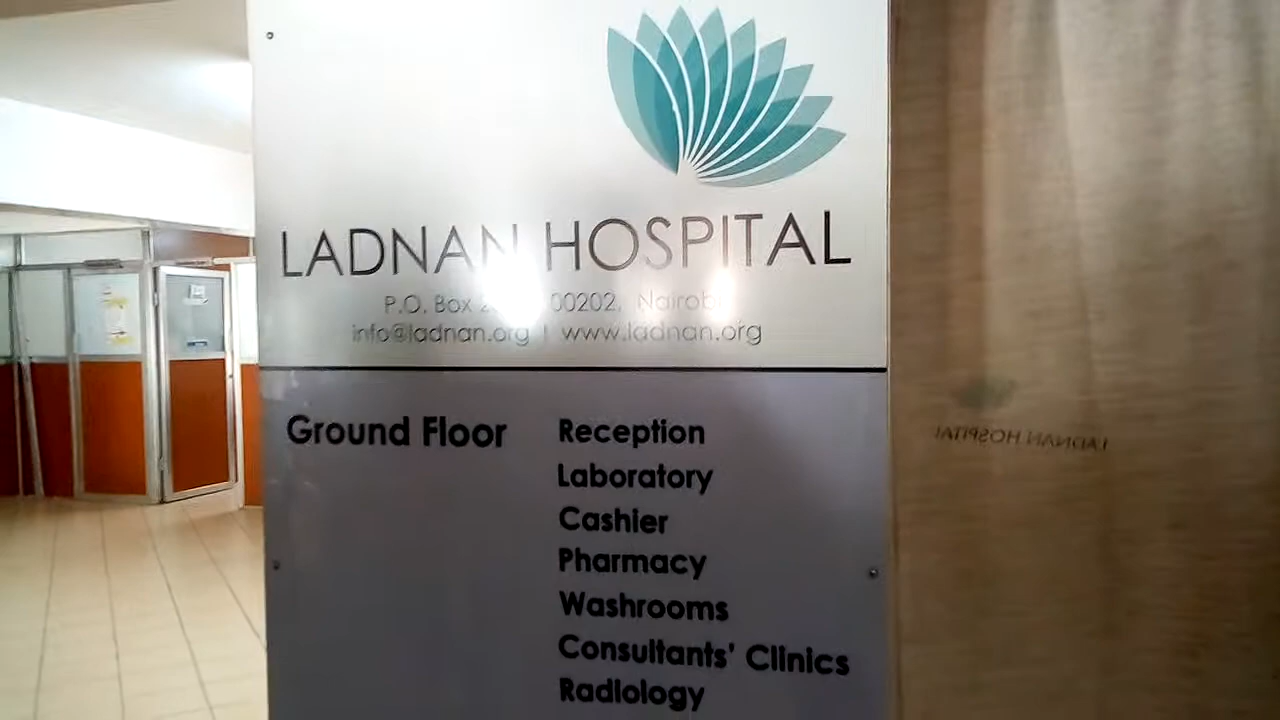 LADNAN HOSPITAL
P.O. Box 00202, Nairobi
info@ladnan.org | www.ladnan.org
Ground Floor
Reception
Laboratory
Cashier
Pharmacy
Washrooms
Consultants' Clinics
Radiology
LADNAN HOSPITAL